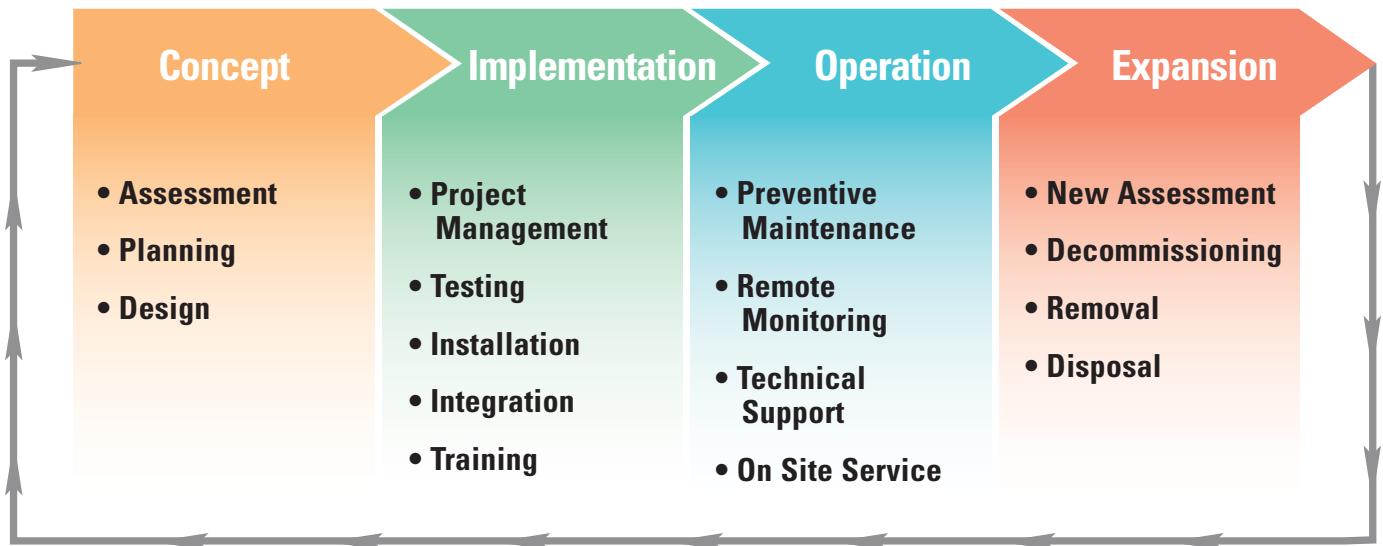 Concept
• Assessment
• Planning
• Design
Implementation
• Project
Management
• Testing
• Installation
• Integration
• Training
Operation
• Preventive
Maintenance
• Remote
Monitoring
• Technical
Support
• On Site Service
Expansion
• New Assessment
• Decommissioning
• Removal
• Disposal